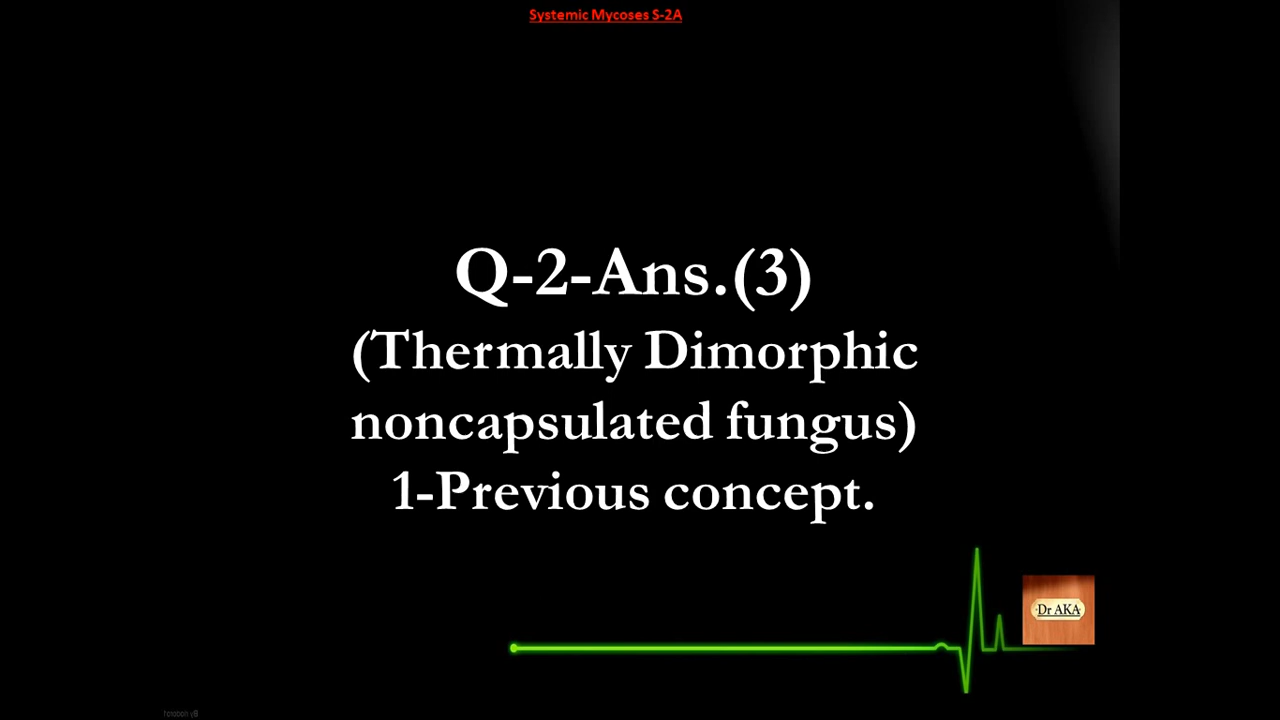 Systemic Mycoses S-2A
Q-2-Ans.(3)
(Thermally Dimorphic
noncapsulated fungus)
1-Previous concept.
Dr AKA